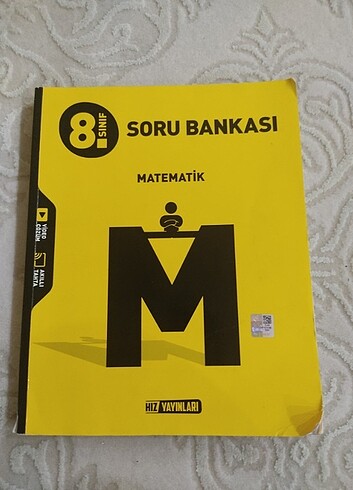 8.
SINIF
SORU BANKASI
MATEMATİK
VİDEO
ÇÖZÜM
AKILLI
TAHTA
HIZ YAYINLARI